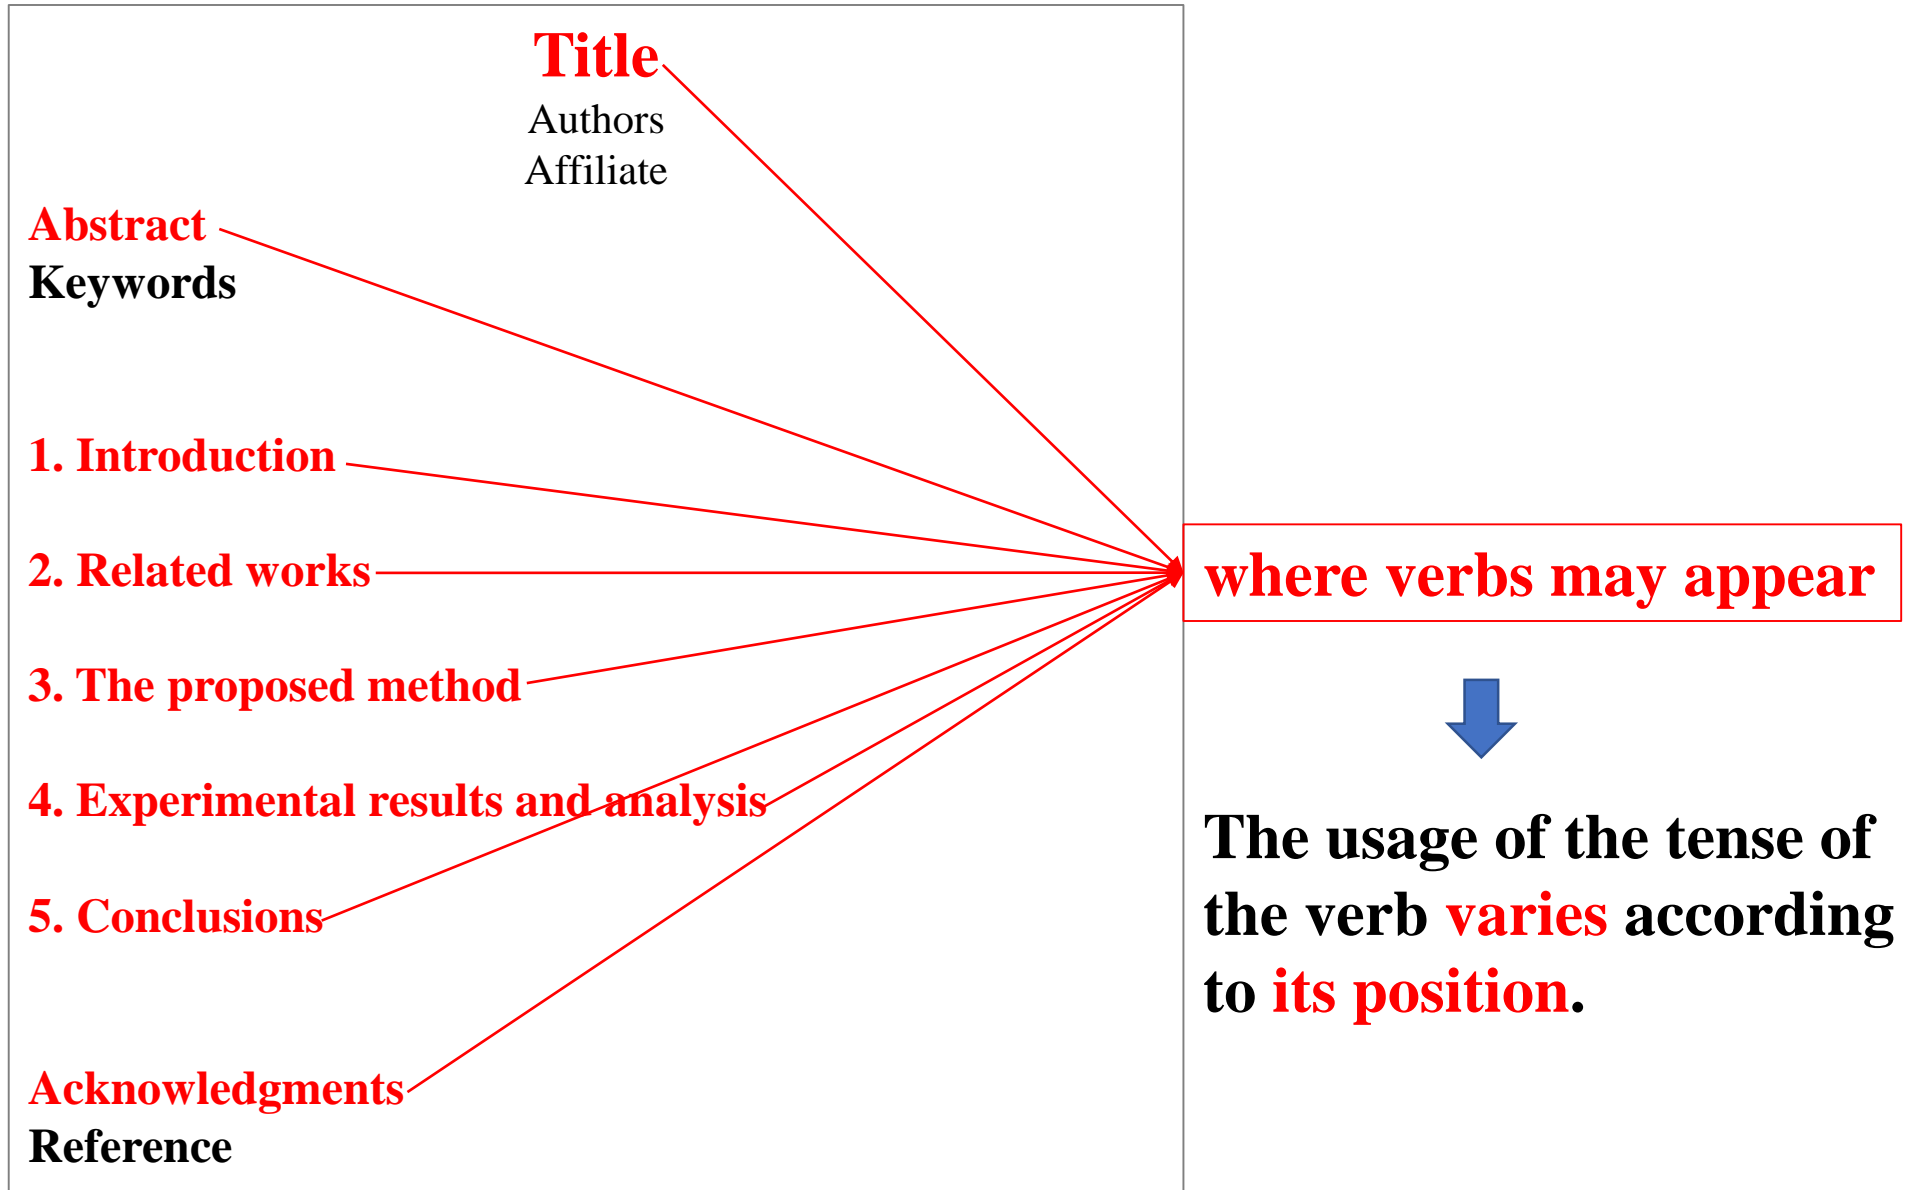 Title
Authors
Affiliate
Abstract
Keywords
1. Introduction
2. Related works
3. The proposed method
4. Experimental results and analysis
5. Conclusions
Acknowledgments
Reference
where verbs may appear
The usage of the tense of
the verb varies according
to its position.